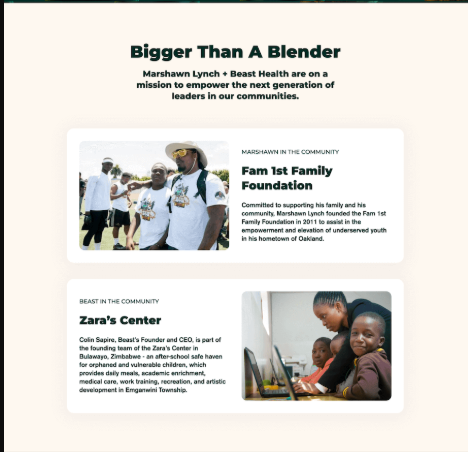 Bigger Than A Blender
Marshawn Lynch + Beast Health are on a
mission to empower the next generation of
leaders in our communities.
MARSHAWN IN THE COMMUNITY
Fam 1st Family
Foundation
Committed to supporting his family and his
community, Marshawn Lynch founded the Fam 1st
Family Foundation in 2011 to assist in the
empowerment and elevation of underserved youth
in his hometown of Oakland.
BEAST IN THE COMMUNITY
Zara's Center
Colin Sapire, Beast's Founder and CEO, is part of
the founding team of the Zara's Center in
Bulawayo, Zimbabwe - an after-school safe haven
for orphaned and vulnerable children, which
provides daily meals, academic enrichment,
medical care, work training, recreation, and artistic
development in Emganwini Township.